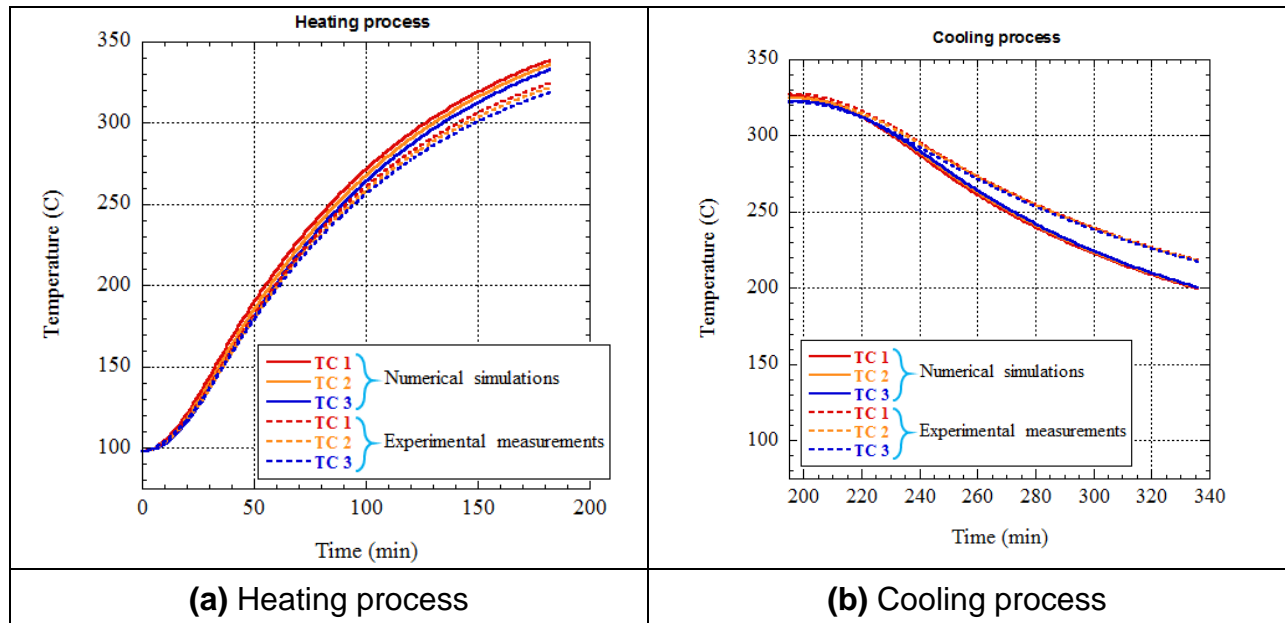 Heating process
350
300
250
200
150
100
0 50 100 150 200
Temperature (C)
Time (min)
TC 1
TC 2
TC 3
Numerical simulations
TC 1
TC 2
TC 3
Experimental measurements
(a) Heating process
Cooling process
350
300
250
200
150
100
200 220 240 260 280 300 320 340
Temperature (C)
Time (min)
TC 1
TC 2
TC 3
Numerical simulations
TC 1
TC 2
TC 3
Experimental measurements
(b) Cooling process